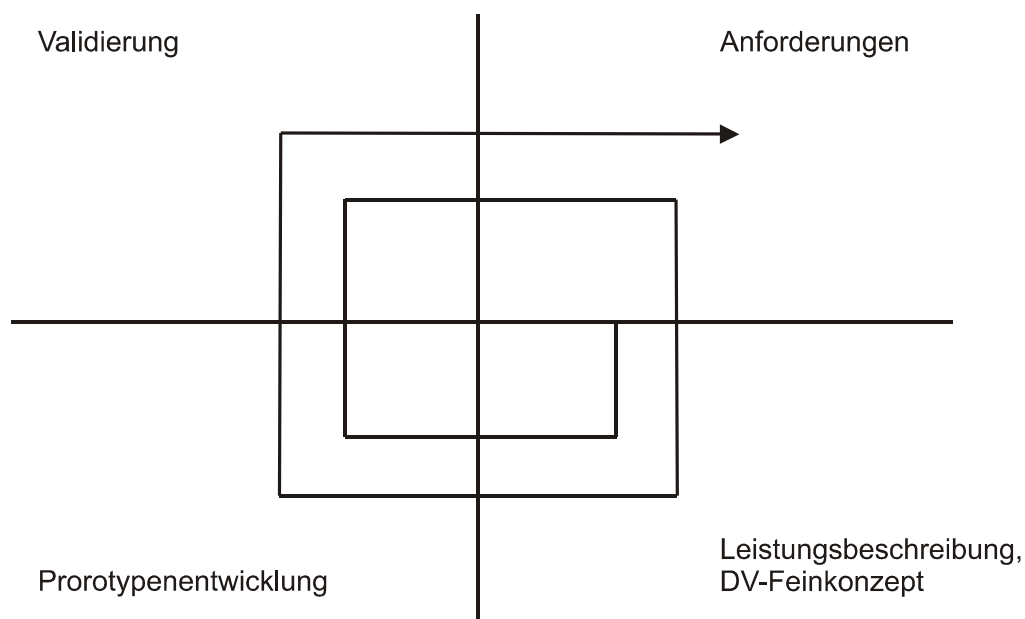 Validierung
Anforderungen
Prorotypenentwicklung
Leistungsbeschreibung,
DV-Feinkonzept